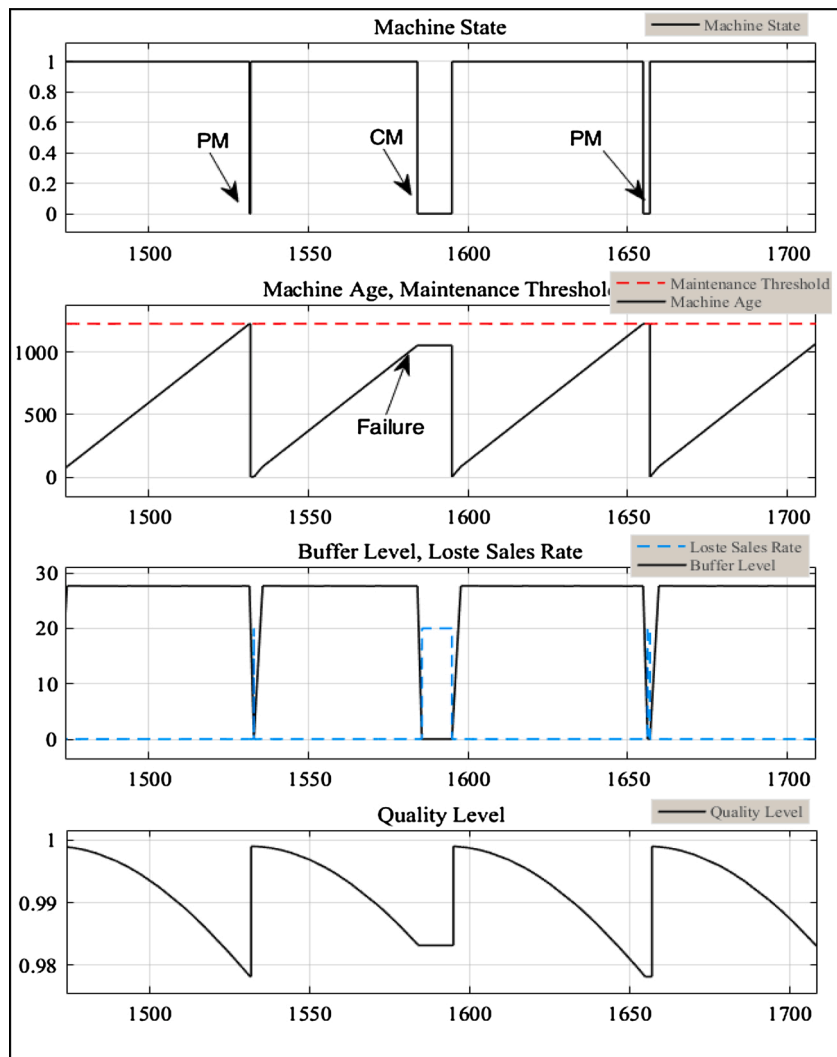 Machine State
Machine State
1
0.8
0.6
0.4
0.2
0
PM
CM
PM
1500 1550 1600 1650 1700
Machine Age, Maintenance Threshold
Maintenance Threshold
Machine Age
1000
500
0
Failure
1500 1550 1600 1650 1700
Buffer Level, Loste Sales Rate
Loste Sales Rate
Buffer Level
30
20
10
0
1500 1550 1600 1650 1700
Quality Level
Quality Level
1
0.99
0.98
1500 1550 1600 1650 1700